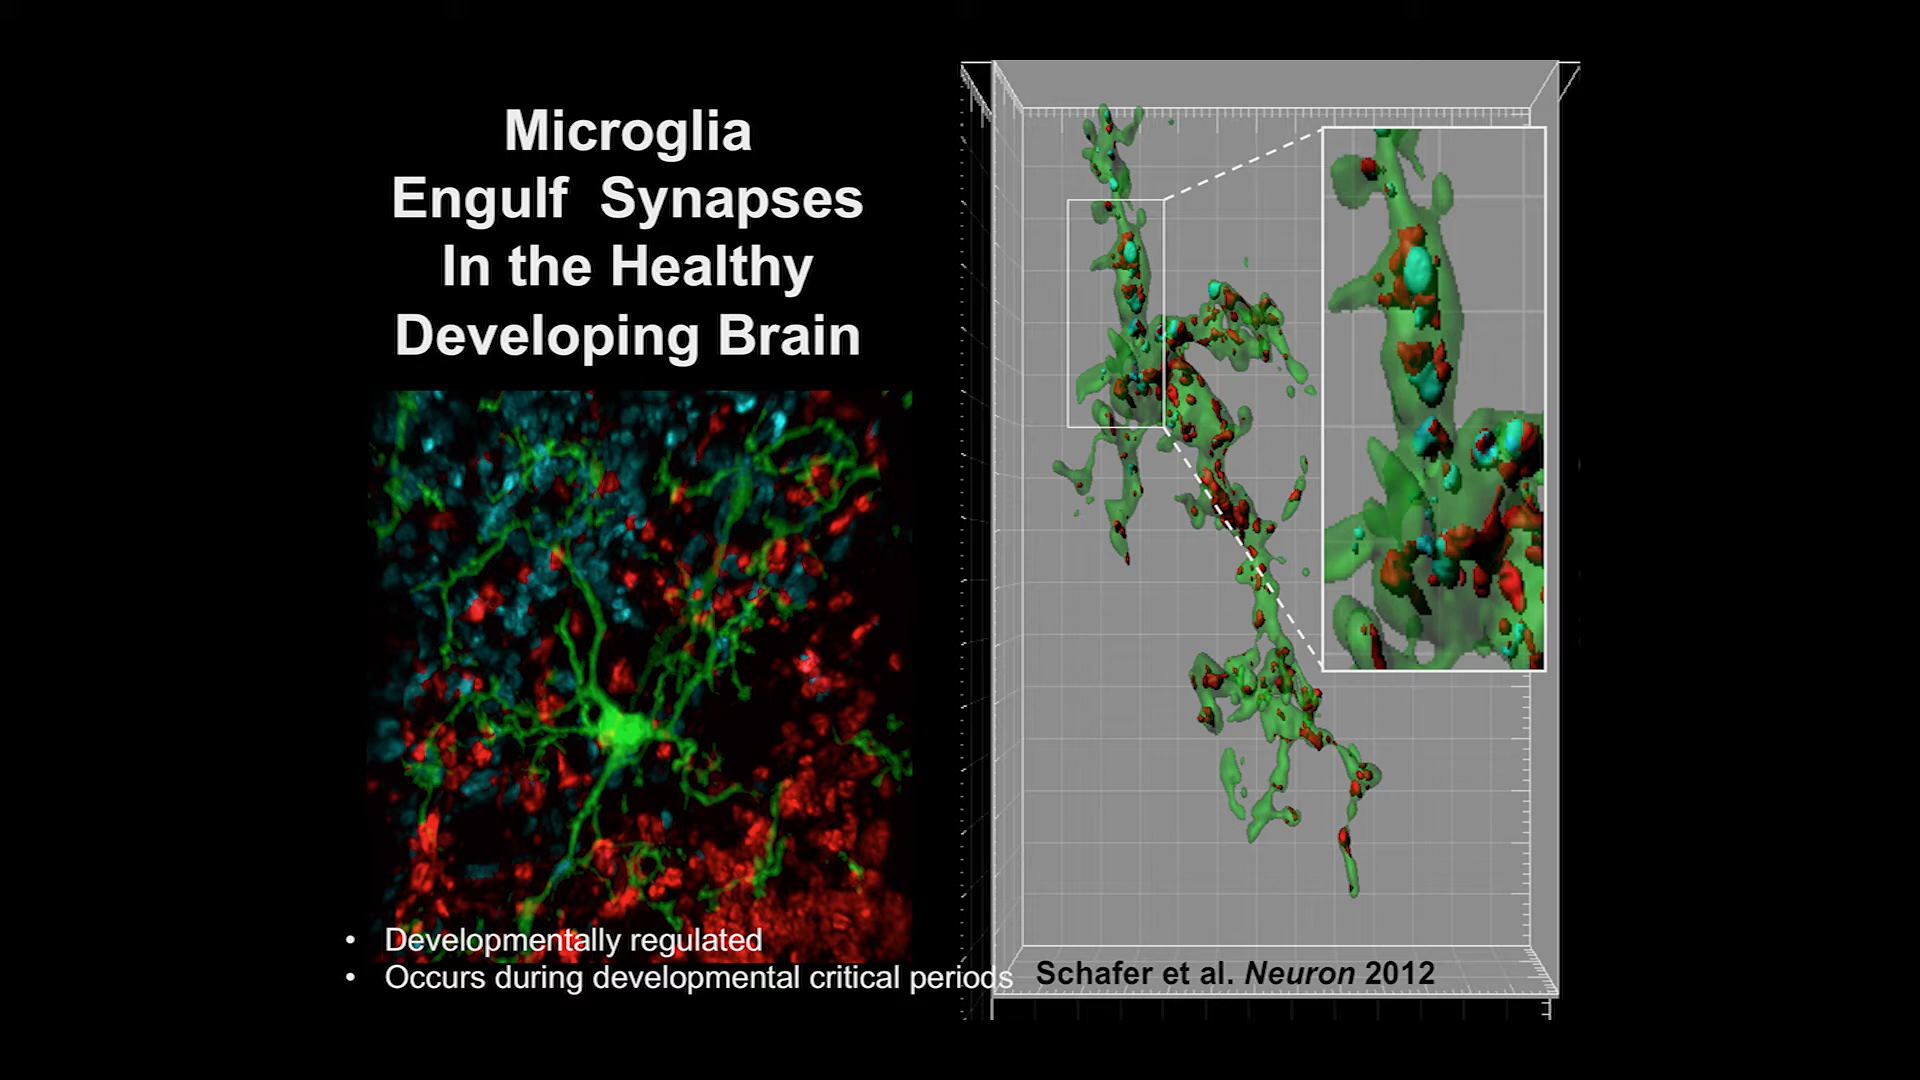 Microglia
Engulf  Synapses
In the Healthy
Developing Brain
• Developmentally regulated
• Occurs during developmental critical periods
Schafer et al. Neuron 2012